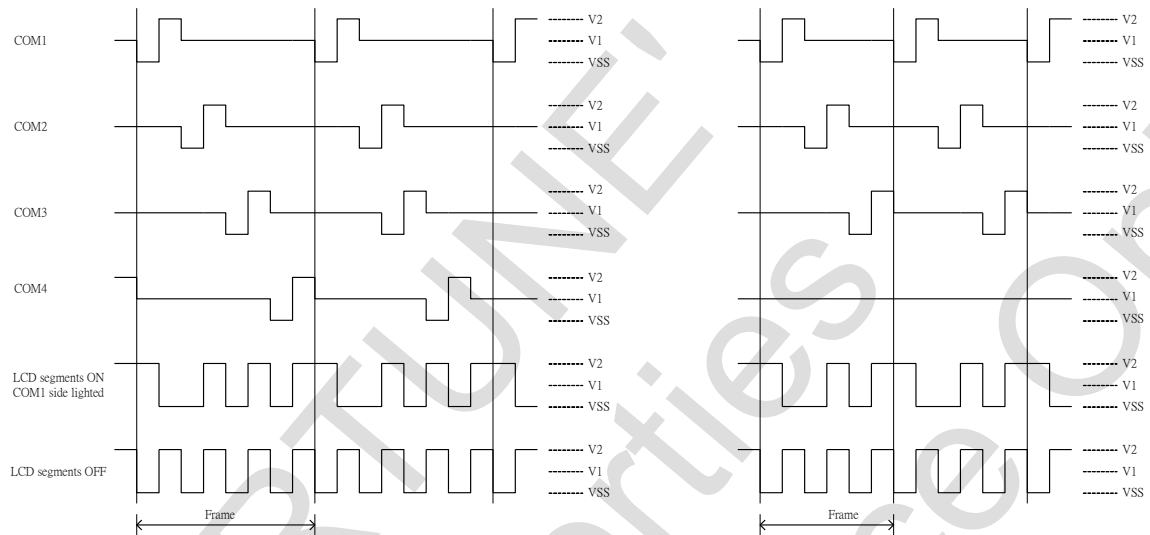 COM1
V2
V1
VSS
V2
V1
VSS
COM2
V2
V1
VSS
V2
V1
VSS
COM3
V2
V1
VSS
V2
V1
VSS
COM4
V2
V1
VSS
V2
V1
VSS
LCD segments ON
COM1 side lighted
V2
V1
VSS
V2
V1
VSS
LCD segments OFF
V2
V1
VSS
V2
V1
VSS
Frame
Frame